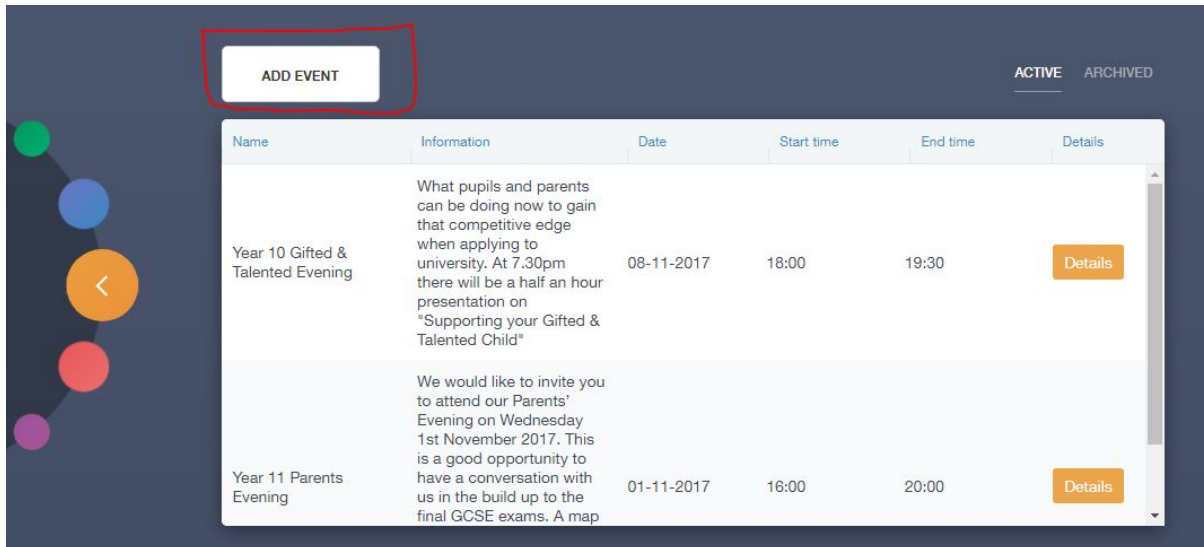 ADD EVENT
ACTIVE ARCHIVED
Name Information Date Start time End time Details
What pupils and parents
can be doing now to gain
that competitive edge
when applying to
Year 10 Gifted &
Talented Evening
university. At 7.30pm
there will be a half an hour
presentation on
"Supporting your Gifted &
Talented Child"
08-11-2017 18:00 19:30 Details
We would like to invite you
to attend our Parents'
Evening on Wednesday
1st November 2017. This
is a good opportunity to
have a conversation with
us in the build up to the
final GCSE exams. A map
Year 11 Parents
Evening
01-11-2017 16:00 20:00 Details